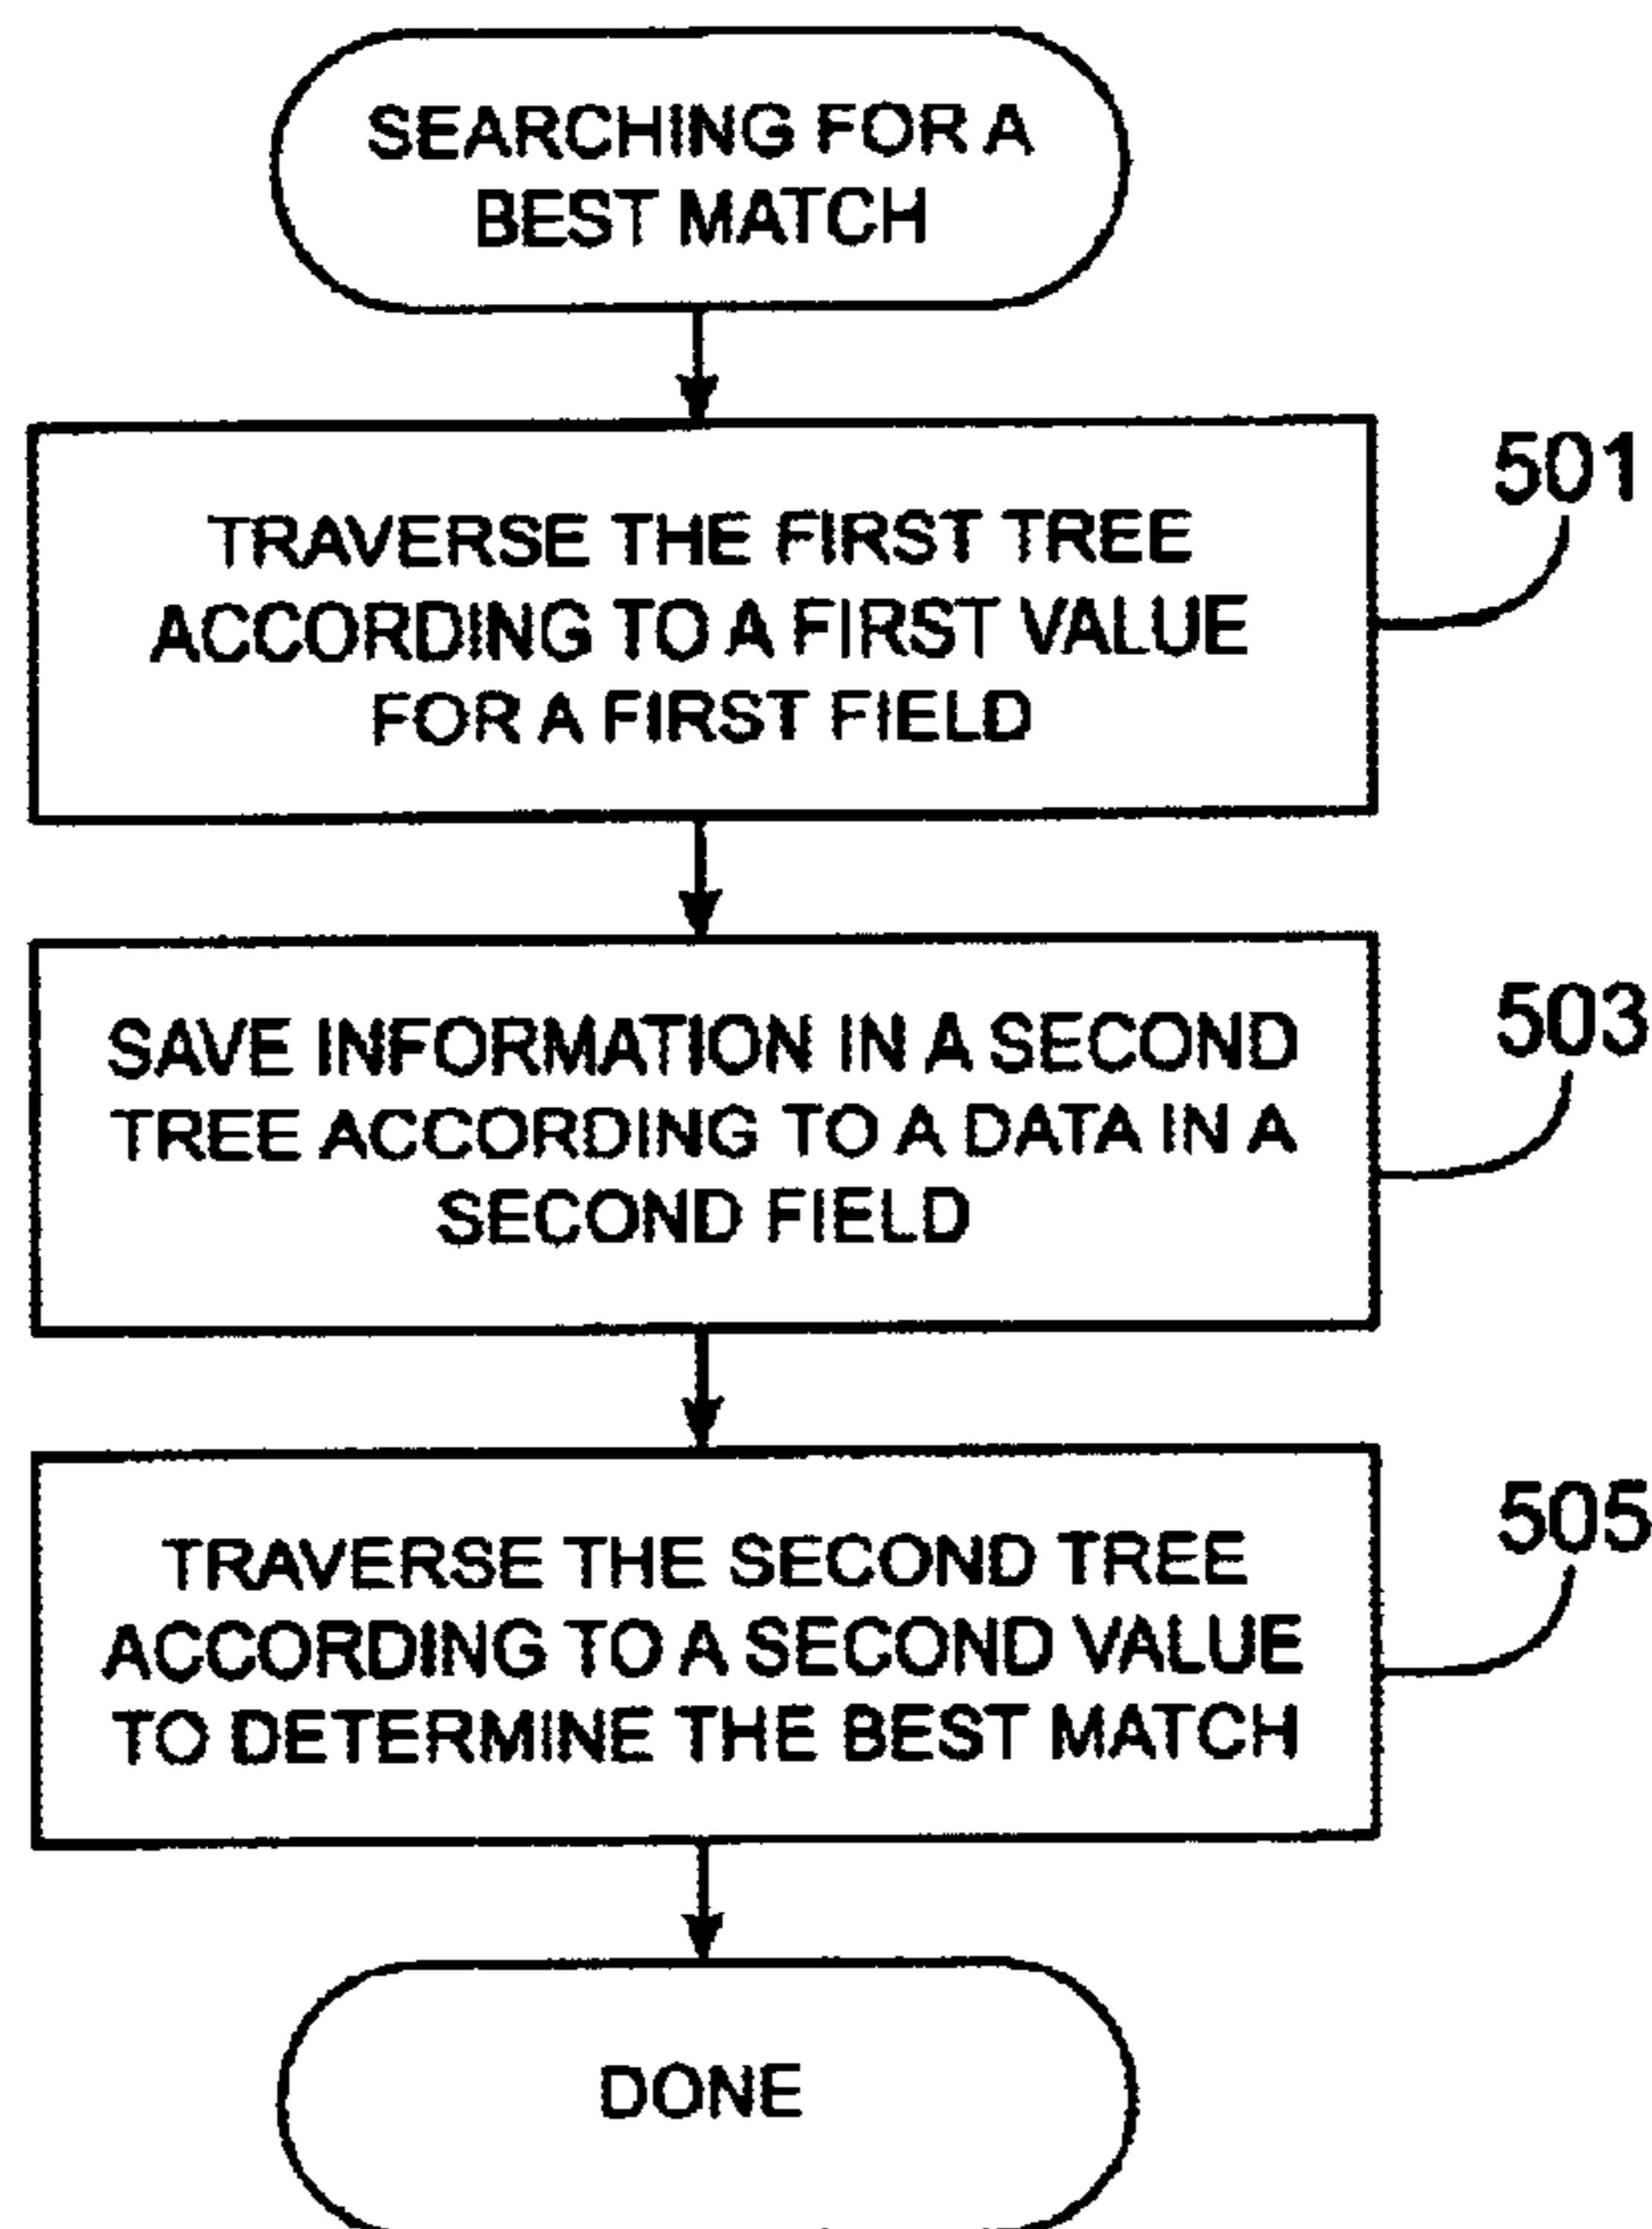 SEARCHING FOR A
BEST MATCH
501
TRAVERSE THE FIRST TREE
ACCORDING TO A FIRST VALUE
FOR A FIRST FIELD
503
SAVE INFORMATION IN A SECOND
TREE ACCORDING TO A DATA IN A
SECOND FIELD
505
TRAVERSE THE SECOND TREE
ACCORDING TO A SECOND VALUE
TO DETERMINE THE BEST MATCH
DONE